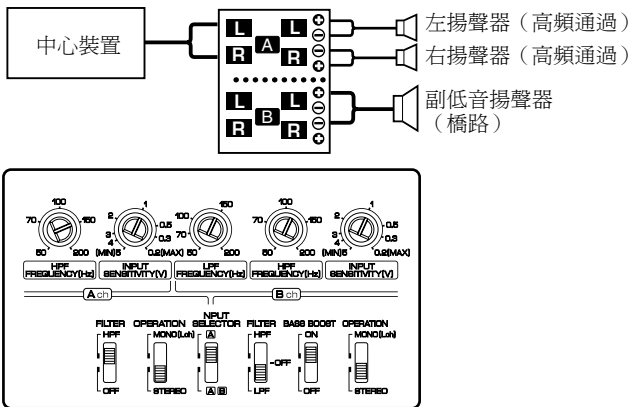 中心裝置
L L
R A R
L L
R B R
左揚聲器（高頻通過）
右揚聲器（高頻通過）
副低音揚聲器
（橋路）
100 1 150 100 1
70 150 2 0.5 100 70 150 2 0.5
3 0.3 70 3 0.3
4 4
50 200 (MIN)5 0.2(MAX) 50 200 50 200 (MIN)5 0.2(MAX)
HPF INPUT LPF HPF INPUT
FREQUENCY(Hz) SENSITIVITY(V) FREQUENCY(Hz) FREQUENCY(Hz) SENSITIVITY(V)
A ch B ch
NPUT
FILTER OPERATION SELECTOR FILTER BASS BOOST OPERATION
HPF MONO(Lch) A HPF ON MONO(Lch)
OFF
OFF STEREO A B LPF OFF STEREO